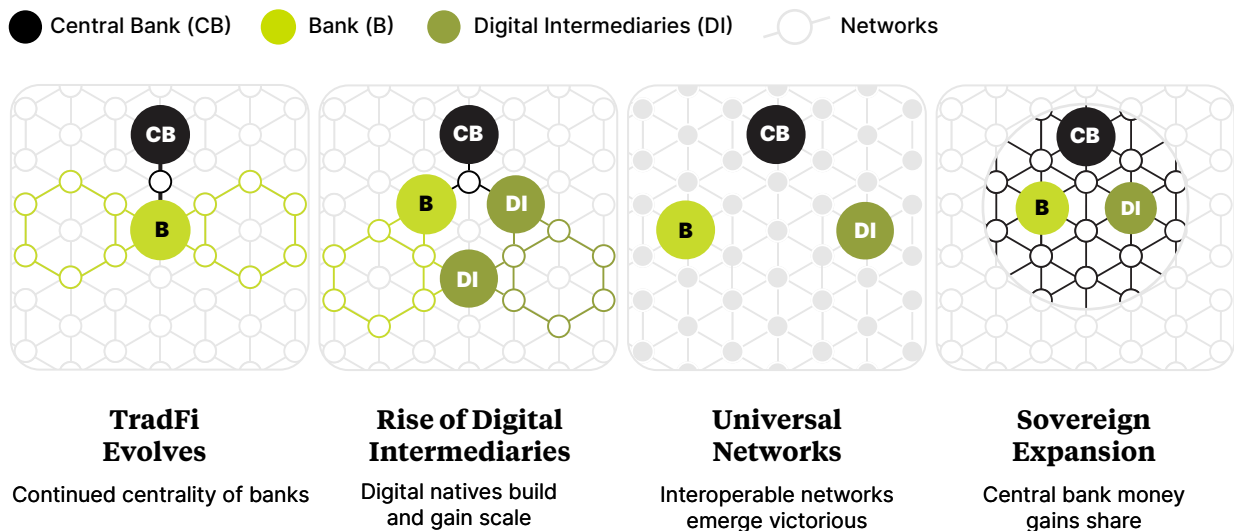 Central Bank (CB)
Bank (B)
Digital Intermediaries (DI)
Networks
CB
B
CB
B
DI
DI
CB
B
DI
CB
B
DI
TradFi
Evolves
Continued centrality of banks
Rise of Digital
Intermediaries
Digital natives build
and gain scale
Universal
Networks
Interoperable networks
emerge victorious
Sovereign
Expansion
Central bank money
gains share